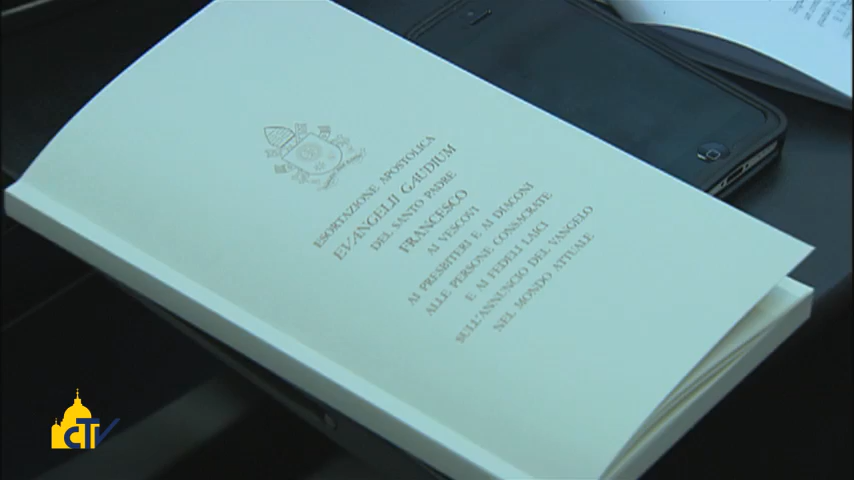 ESORTAZIONE APOSTOLICA
EVANGELII GAUDIUM
DEL SANTO PADRE
FRANCESCO
AI VESCOVI
AI PRESBITERI E AI DIACONI
ALLE PERSONE CONSACRATE
E AI FEDELI LAICI
SULL'ANNUNCIO DEL VANGELO
NEL MONDO ATTUALE
CTV